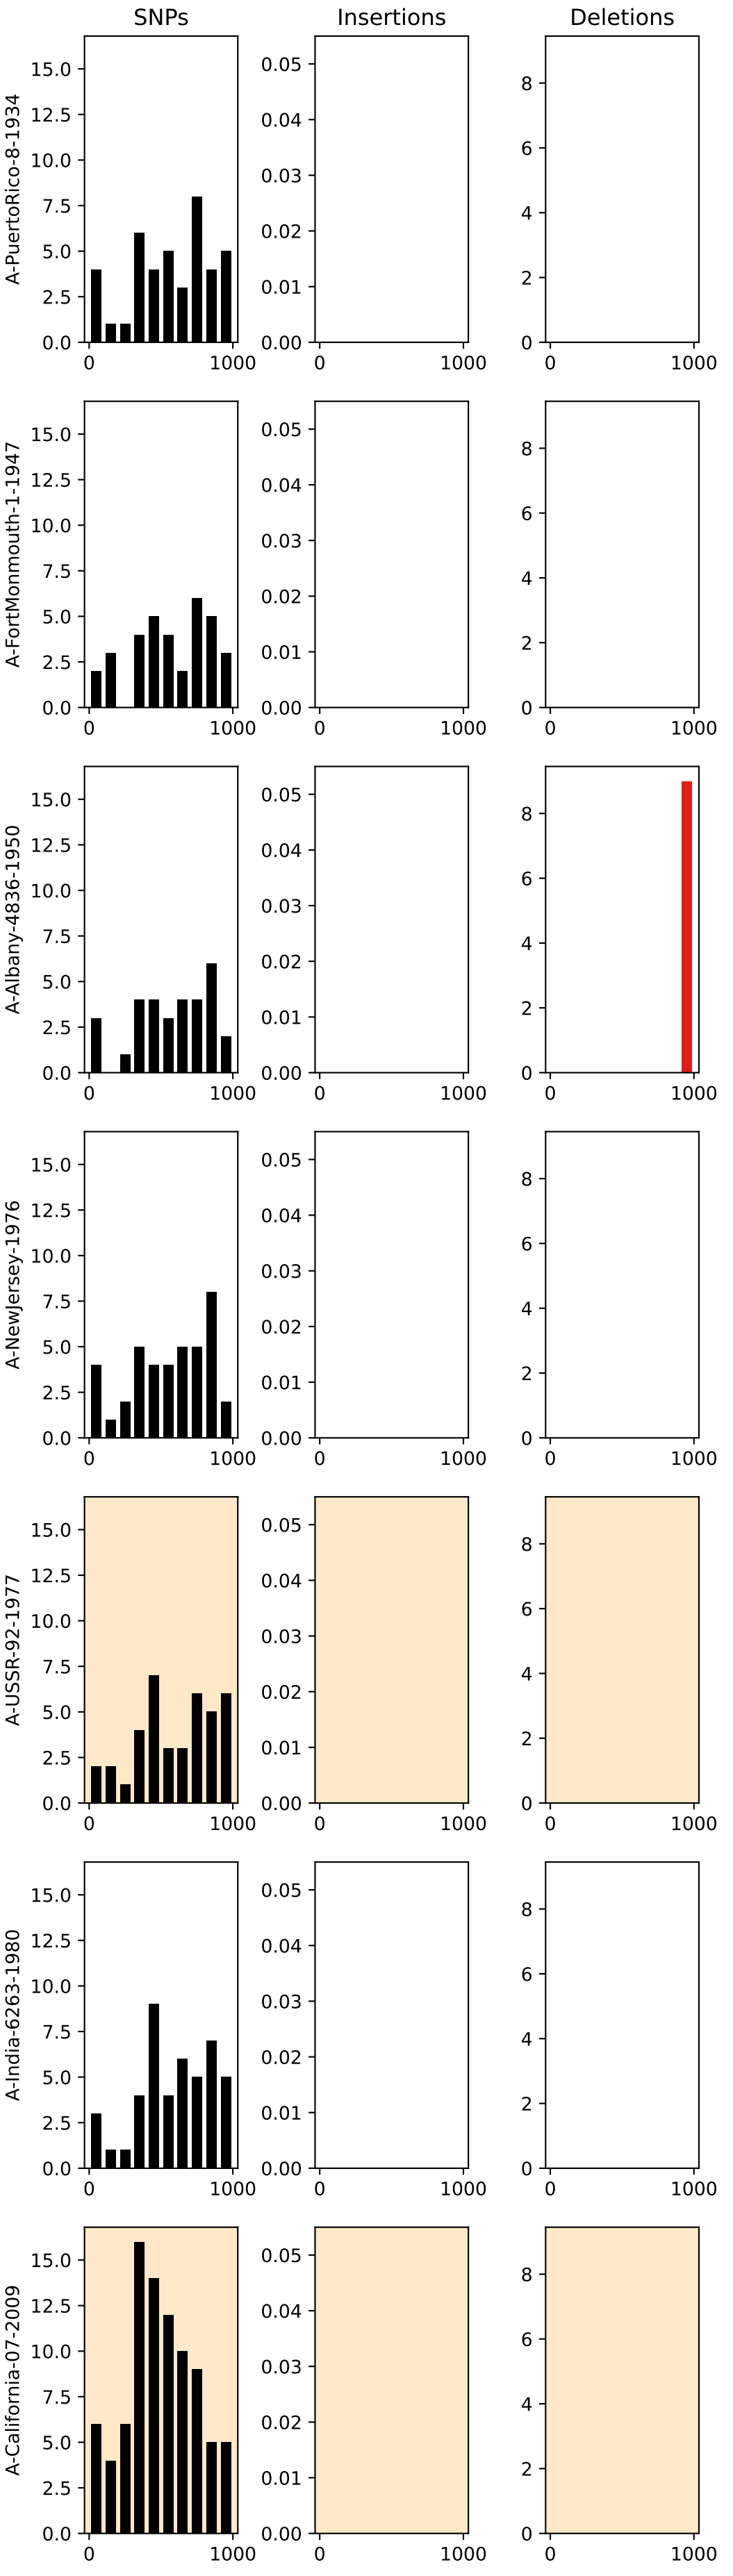 SNPs Insertions Deletions
A-PuertoRico-8-1934
15.0 0.05 8
12.5 0.04 6
10.0 0.03
7.5 0.02 4
5.0 0.01 2
2.5
0.0 0.00 0
0 1000 0 1000 0 1000
A-FortMonmouth-1-1947
15.0 0.05 8
12.5 0.04 6
10.0 0.03
7.5 0.02 4
5.0 0.01 2
2.5
0.0 0.00 0
0 1000 0 1000 0 1000
A-Albany-4836-1950
15.0 0.05 8
12.5 0.04 6
10.0 0.03
7.5 0.02 4
5.0 0.01 2
2.5
0.0 0.00 0
0 1000 0 1000 0 1000
A-NewJersey-1976
15.0 0.05 8
12.5 0.04 6
10.0 0.03
7.5 0.02 4
5.0 0.01 2
2.5
0.0 0.00 0
0 1000 0 1000 0 1000
A-USSR-92-1977
15.0 0.05 8
12.5 0.04 6
10.0 0.03
7.5 0.02 4
5.0 0.01 2
2.5
0.0 0.00 0
0 1000 0 1000 0 1000
A-India-6263-1980
15.0 0.05 8
12.5 0.04 6
10.0 0.03
7.5 0.02 4
5.0 0.01 2
2.5
0.0 0.00 0
0 1000 0 1000 0 1000
A-California-07-2009
15.0 0.05 8
12.5 0.04 6
10.0 0.03
7.5 0.02 4
5.0 0.01 2
2.5
0.0 0.00 0
0 1000 0 1000 0 1000